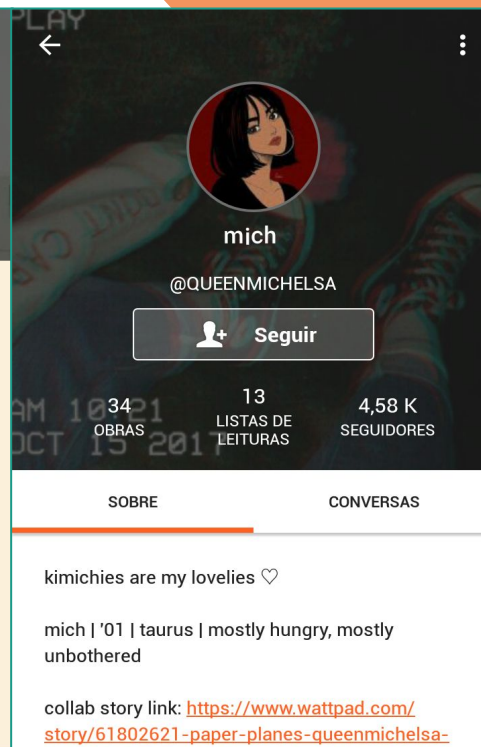 PLAY
mich
@QUEENMICHELSA
Seguir
34
OBRAS
13
LISTAS DE
LEITURAS
4,58 K
SEGUIDORES
AM 10:21
OCT 15 2017
SOBRE
CONVERSAS
kimichies are my lovelies ♡
mich | '01 | taurus | mostly hungry, mostly
unbothered
collab story link: https://www.wattpad.com/
story/61802621-paper-planes-queenmichelsa-